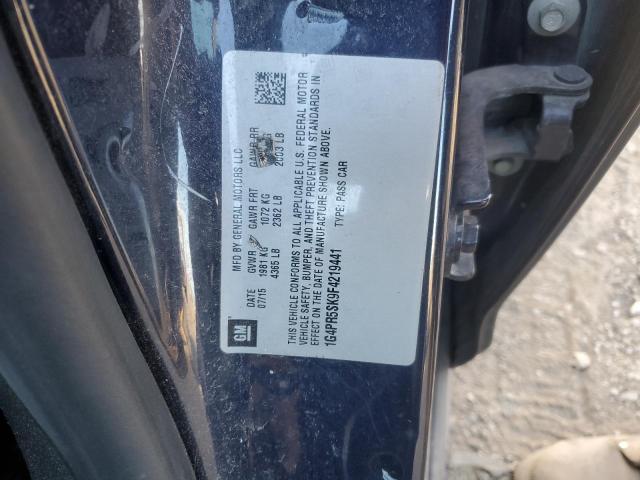 MFD BY GENERAL MOTORS LLC
DATE GVWR GAWR FRT GAWR RR
07/15 1981 KG 1072 KG
4365 LB 2362 LB 2003 LB
GM
THIS VEHICLE CONFORMS TO ALL APPLICABLE U.S. FEDERAL MOTOR
VEHICLE SAFETY, BUMPER, AND THEFT PREVENTION STANDARDS IN
EFFECT ON THE DATE OF MANUFACTURE SHOWN ABOVE.
1G4PR5SK9F4219441 TYPE: PASS CAR